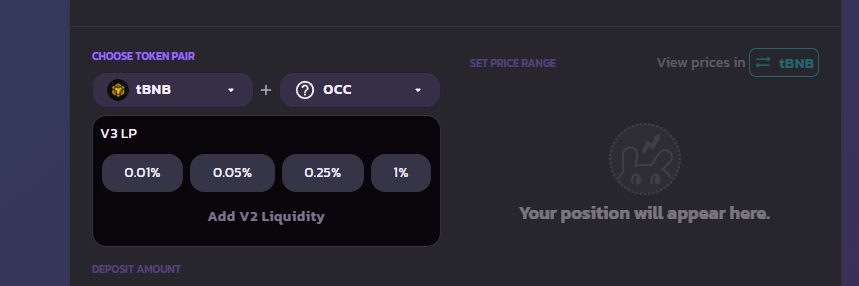 CHOOSE TOKEN PAIR
tBNB + OCC
V3 LP
0.01% 0.05% 0.25% 1%
Add V2 Liquidity
DEPOSIT AMOUNT
SET PRICE RANGE
View prices in tBNB
Your position will appear here.